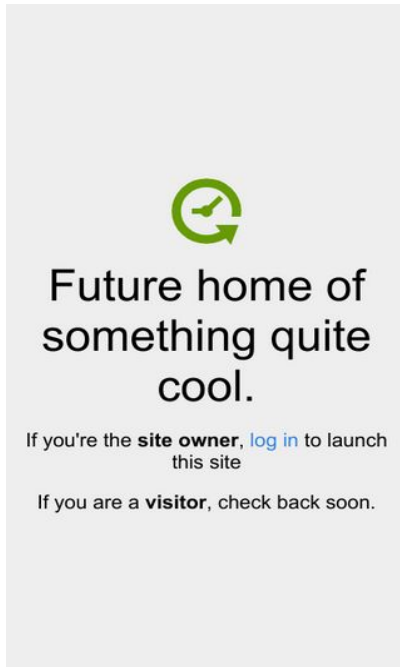 Future home of
something quite
cool.
If you're the site owner, log in to launch
this site
If you are a visitor, check back soon.